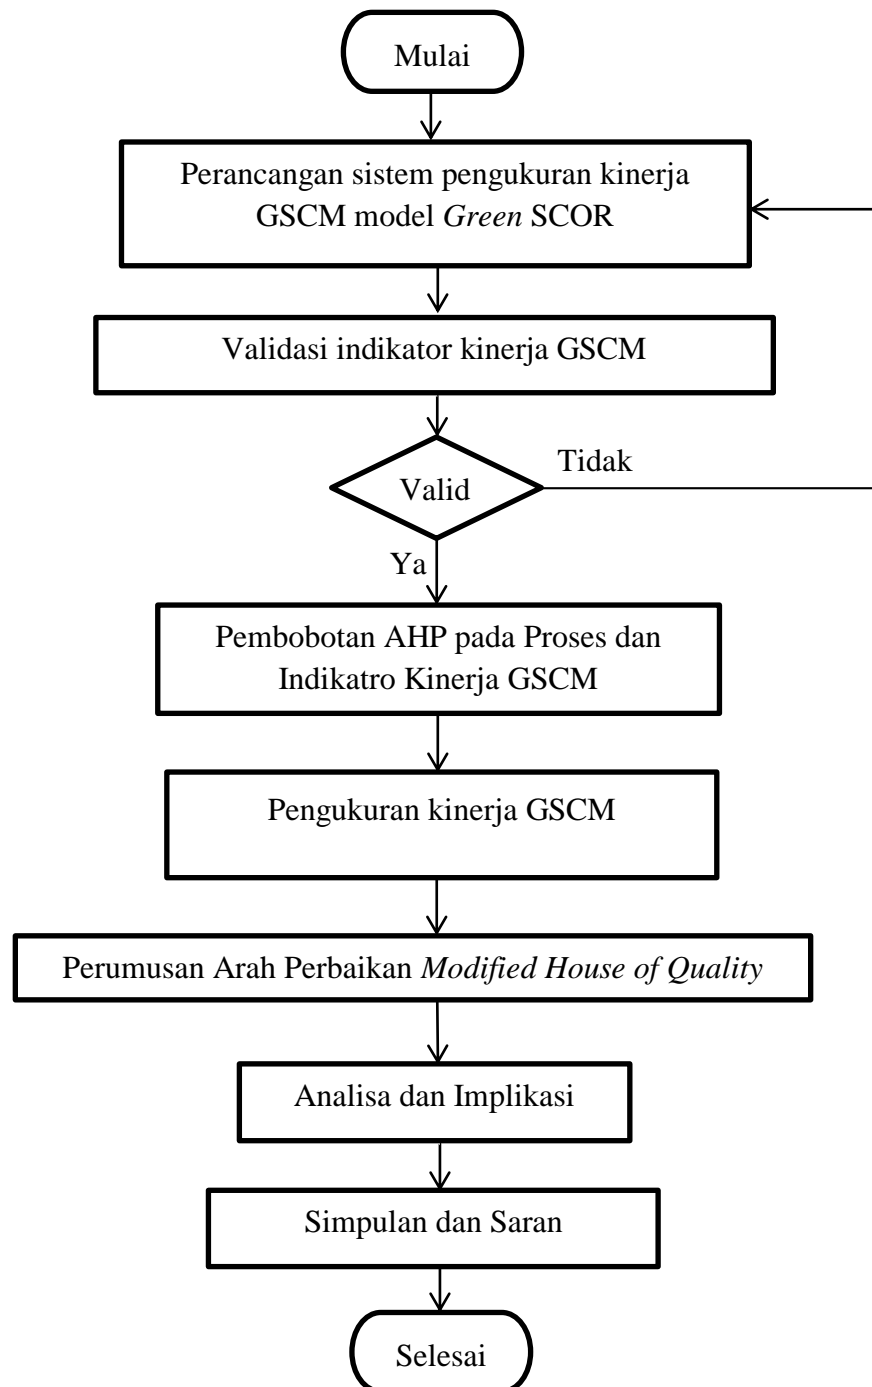 Mulai
Perancangan sistem pengukuran kinerja
GSCM model Green SCOR
Validasi indikator kinerja GSCM
Valid
Tidak
Ya
Pembobotan AHP pada Proses dan
Indikatro Kinerja GSCM
Pengukuran kinerja GSCM
Perumusan Arah Perbaikan Modified House of Quality
Analisa dan Implikasi
Simpulan dan Saran
Selesai